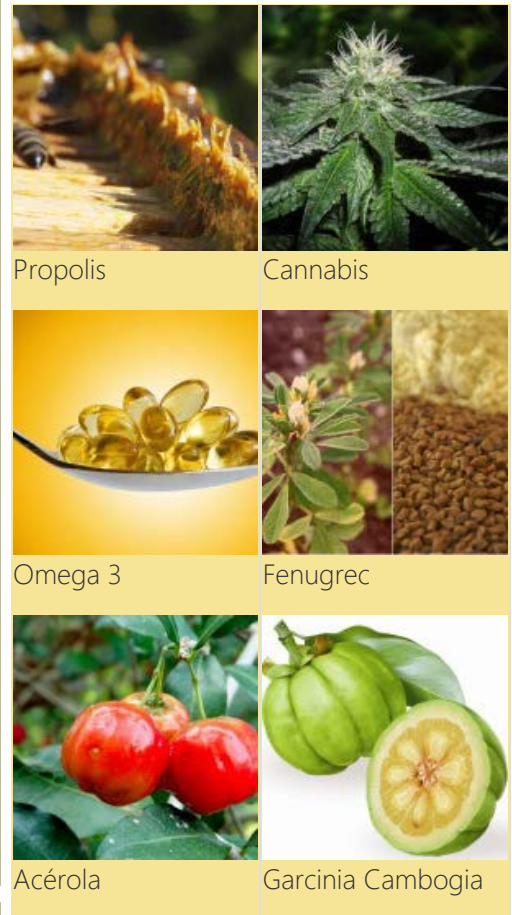 Propolis
Cannabis
Omega 3
Fenugrec
Acérola
Garcinia Cambogia